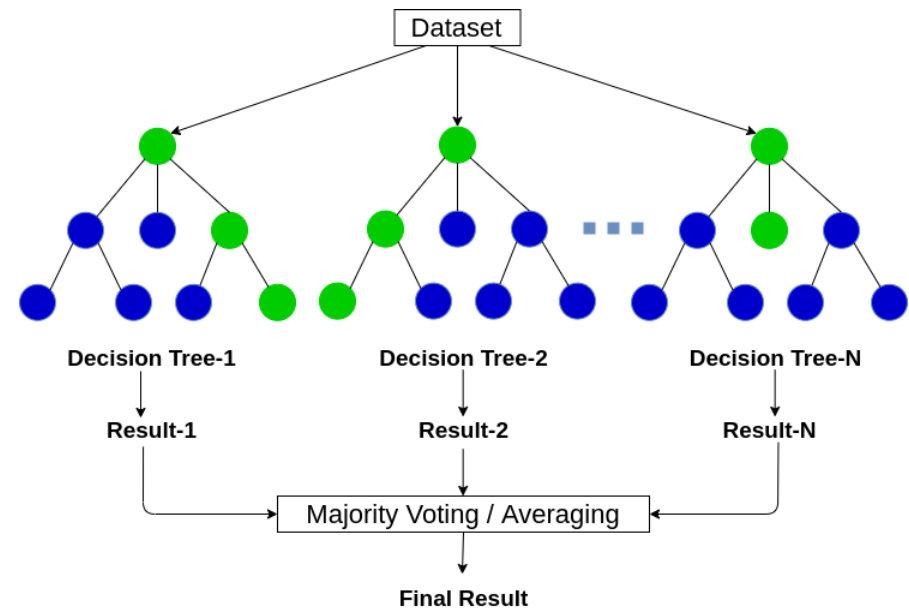 Dataset
Decision Tree-1
Decision Tree-2
Decision Tree-N
Result-1
Result-2
Result-N
Majority Voting / Averaging
Final Result